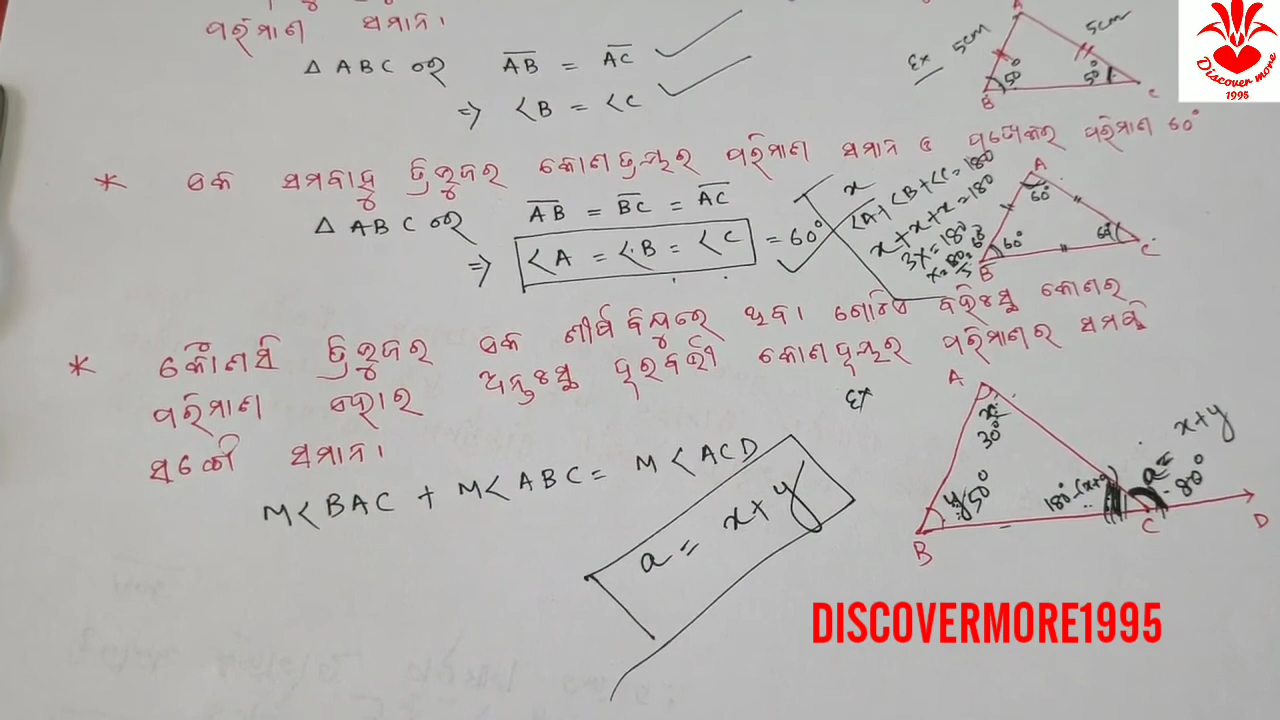 ପରିମାଣ ସମାନ।
Δ ABC ରେ AB = AC
=> <B = <C
Ex 5cm 5cm
A
50° 50°
B C
Discover more
1995
* ଏକ ସମବାହୁ ତ୍ରିଭୁଜର କୋଣତ୍ରୟର ପରିମାଣ ସମାନ ଓ ପ୍ରତ୍ୟେକର ପରିମାଣ 60°
Δ ABC ରେ AB = BC = AC
=> <A = <B = <C = 60°
x
<A+<B+<C=180
x+x+x=180
3x=180
A
60°
60° 60°
B C
* କୌଣସି ତ୍ରିଭୁଜର ଏକ ଶୀର୍ଷ ବିନ୍ଦୁରେ ଥିବା ଗୋଟିଏ ବହିଃସ୍ଥ କୋଣର
ପରିମାଣ ତାହାର ଅନ୍ତଃସ୍ଥ ଦୂରବର୍ତ୍ତୀ କୋଣଦ୍ୱୟର ପରିମାଣର ସମଷ୍ଟି
ସଙ୍ଗେ ସମାନ।
M<BAC + M<ABC = M<ACD
a = x+y
Ex
A
x
30°
y 50° 180°-(x+y) a = x+y
80°
B C D
DISCOVERMORE1995